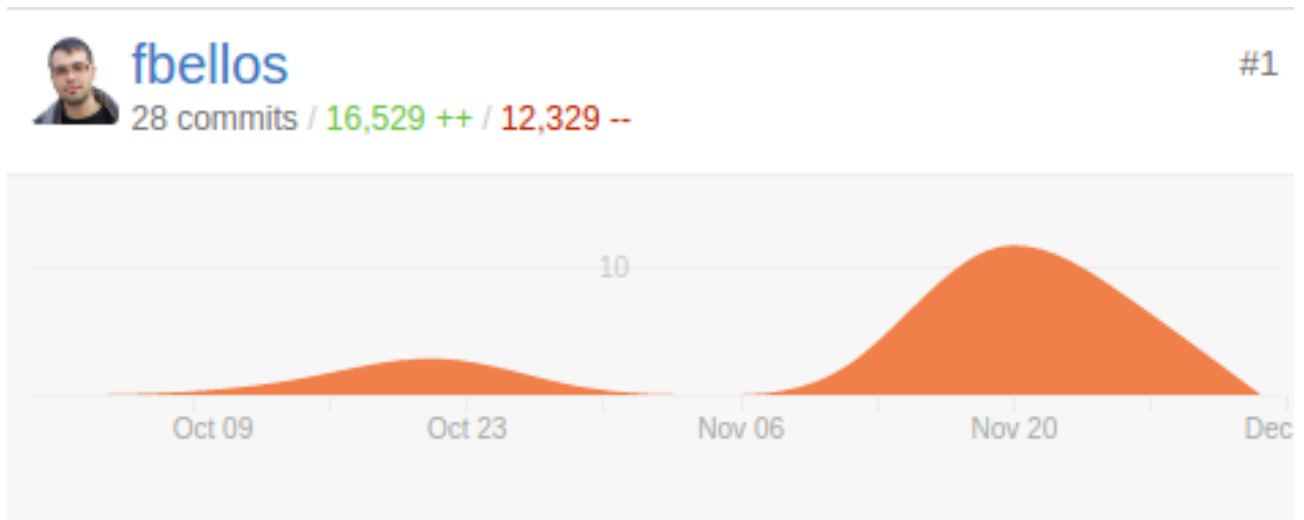 fbellos
#1
28 commits / 16,529 ++ / 12,329 --
10
Oct 09 Oct 23 Nov 06 Nov 20 Dec